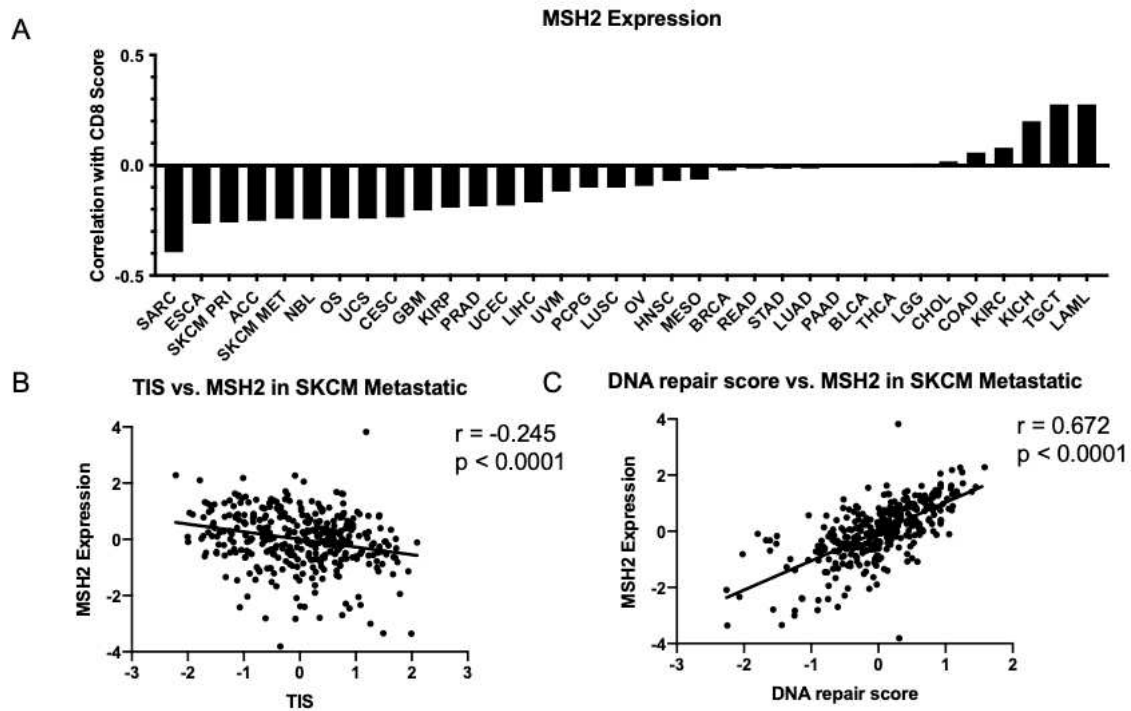 A
MSH2 Expression
Correlation with CD8 Score
0.5
0.0
-0.5
SARC
ESCA
SKCM PRI
ACC
SKCM MET
NBL
OS
UCS
CESC
GBM
KIRP
PRAD
UCEC
LIHC
UVM
PCPG
LUSC
OV
HNSC
MESO
BRCA
READ
STAD
LUAD
PAAD
BLCA
THCA
LGG
CHOL
COAD
KIRC
KICH
TGCT
LAML
B
TIS vs. MSH2 in SKCM Metastatic
r = -0.245
p < 0.0001
MSH2 Expression
4
2
0
-2
-4
-3
-2
-1
0
1
2
3
TIS
C
DNA repair score vs. MSH2 in SKCM Metastatic
r = 0.672
p < 0.0001
MSH2 Expression
4
2
0
-2
-4
-3
-2
-1
0
1
2
DNA repair score